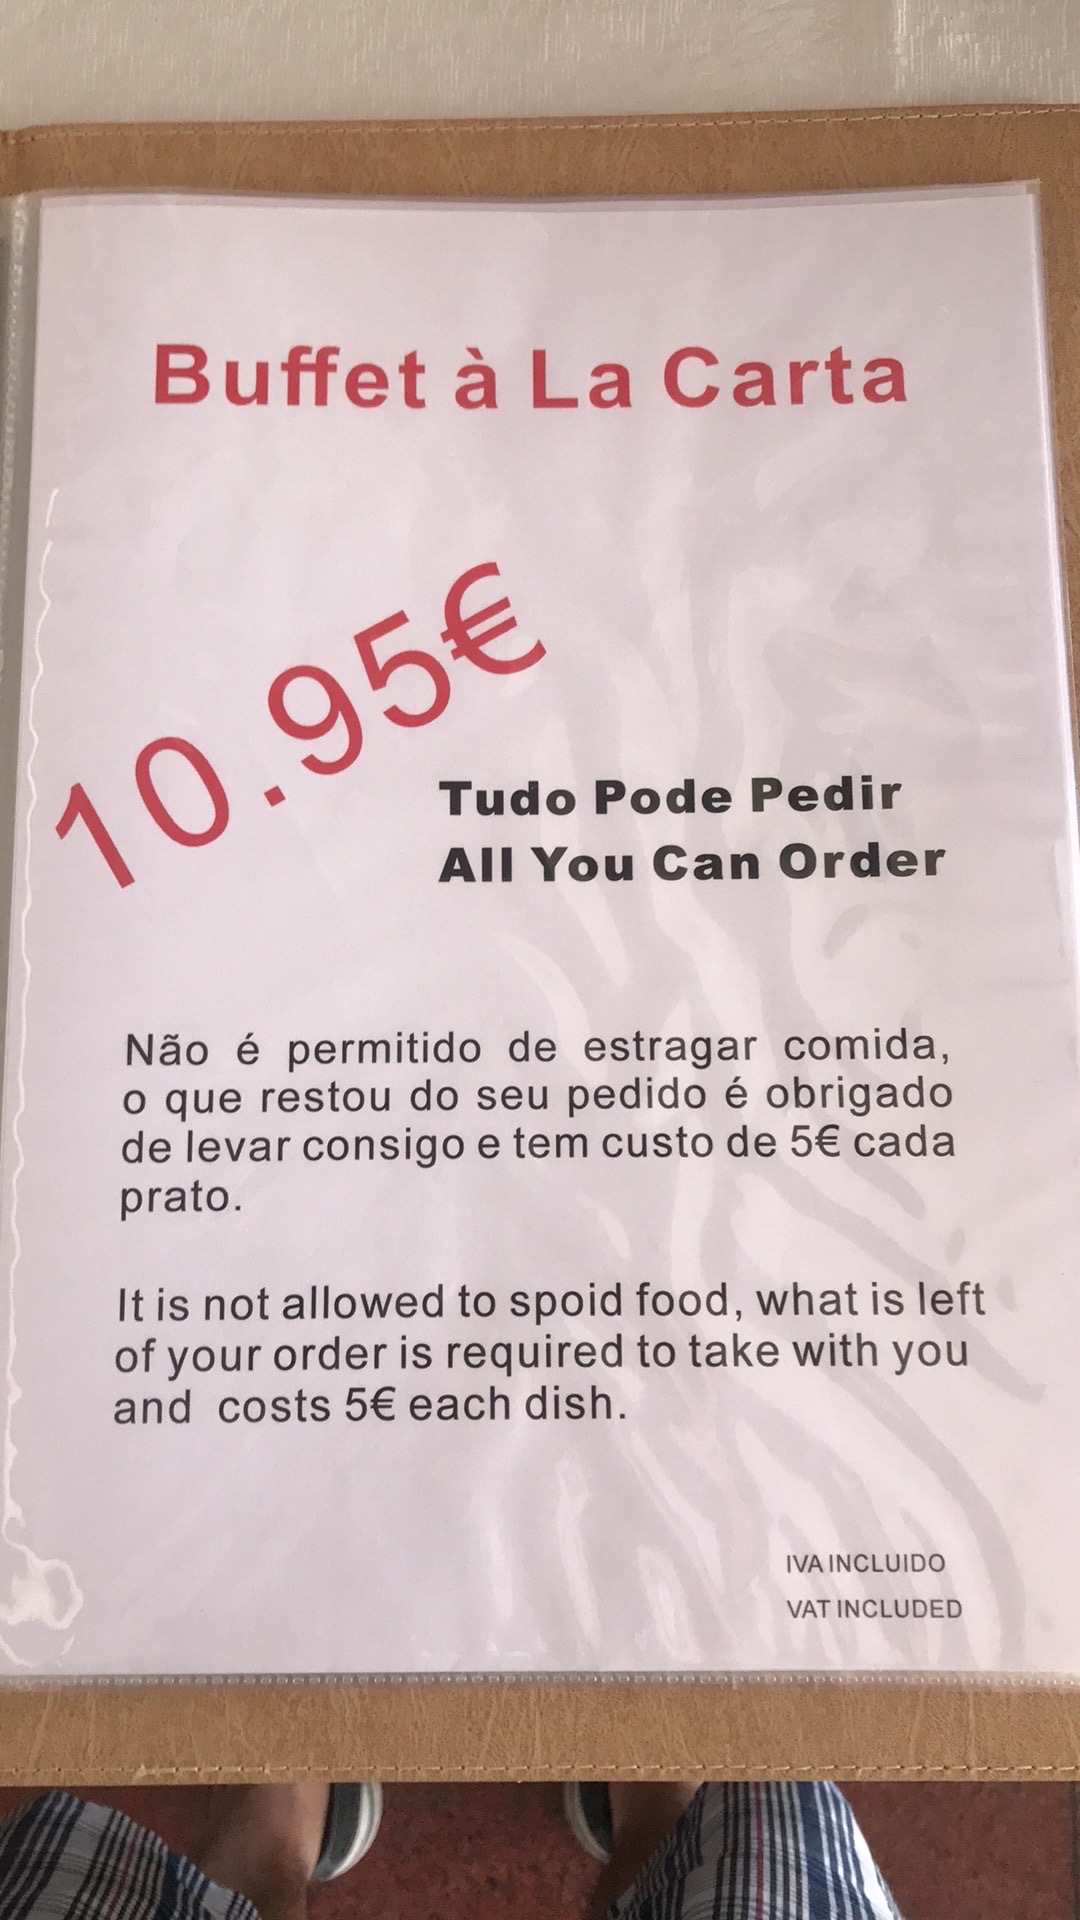 Buffet à La Carta
10.95€
Tudo Pode Pedir
All You Can Order
Não é permitido de estragar comida,
o que restou do seu pedido é obrigado
de levar consigo e tem custo de 5€ cada
prato.
It is not allowed to spoid food, what is left
of your order is required to take with you
and costs 5€ each dish.
IVA INCLUIDO
VAT INCLUDED